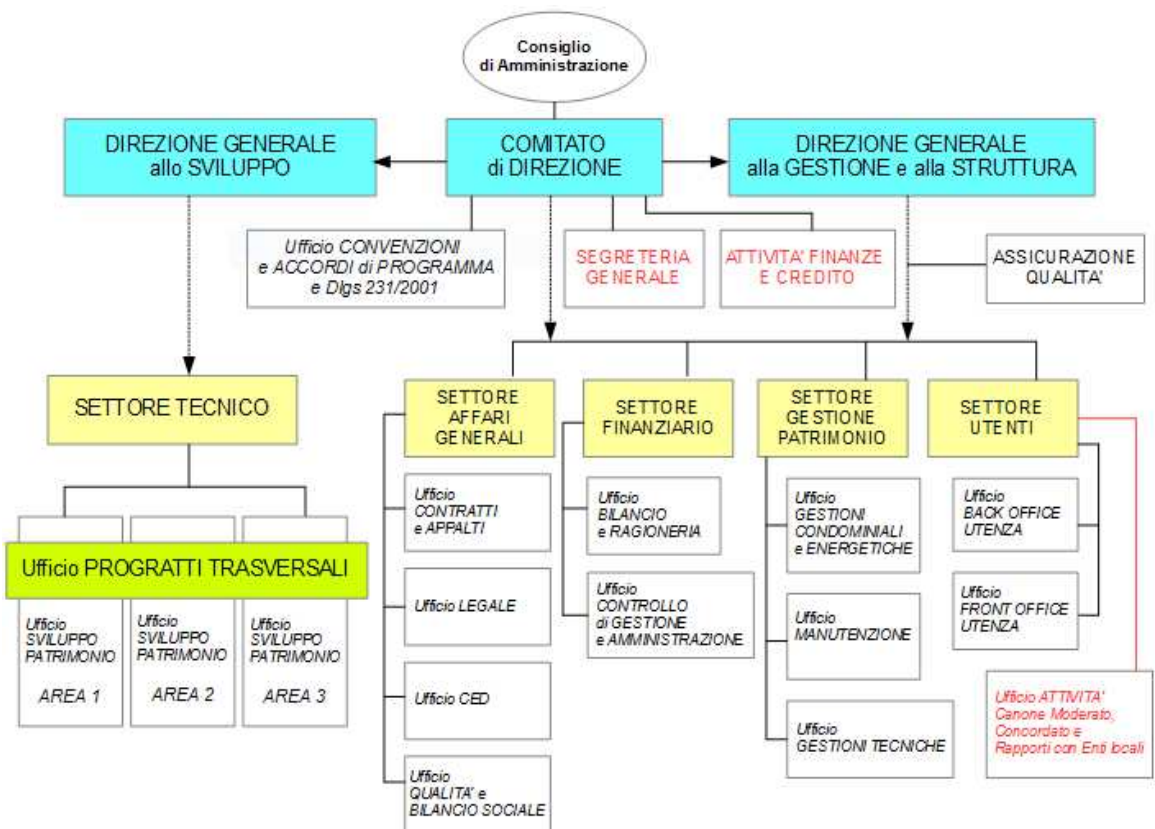 Consiglio
di Amministrazione
DIREZIONE GENERALE
allo SVILUPPO
COMITATO
di DIREZIONE
DIREZIONE GENERALE
alla GESTIONE e alla STRUTTURA
Ufficio CONVENZIONI
e ACCORDI di PROGRAMMA
e Dlgs 231/2001
SEGRETERIA
GENERALE
ATTIVITA' FINANZE
E CREDITO
ASSICURAZIONE
QUALITA'
SETTORE TECNICO
SETTORE
AFFARI
GENERALI
SETTORE
FINANZIARIO
SETTORE
GESTIONE
PATRIMONIO
SETTORE
UTENTI
Ufficio PROGRATTI TRASVERSALI
Ufficio
SVILUPPO
PATRIMONIO
AREA 1
Ufficio
SVILUPPO
PATRIMONIO
AREA 2
Ufficio
SVILUPPO
PATRIMONIO
AREA 3
Ufficio
CONTRATTI
e APPALTI
Ufficio LEGALE
Ufficio CED
Ufficio
QUALITA' e
BILANCIO SOCIALE
Ufficio
BILANCIO
e RAGIONERIA
Ufficio
CONTROLLO
di GESTIONE
e AMMINISTRAZIONE
Ufficio
GESTIONI
CONDOMINIALI
e ENERGETICHE
Ufficio
MANUTENZIONE
Ufficio
GESTIONI TECNICHE
Ufficio
BACK OFFICE
UTENZA
Ufficio
FRONT OFFICE
UTENZA
Ufficio ATTIVITA'
Canone Moderato,
Concordato e
Rapporti con Enti locali